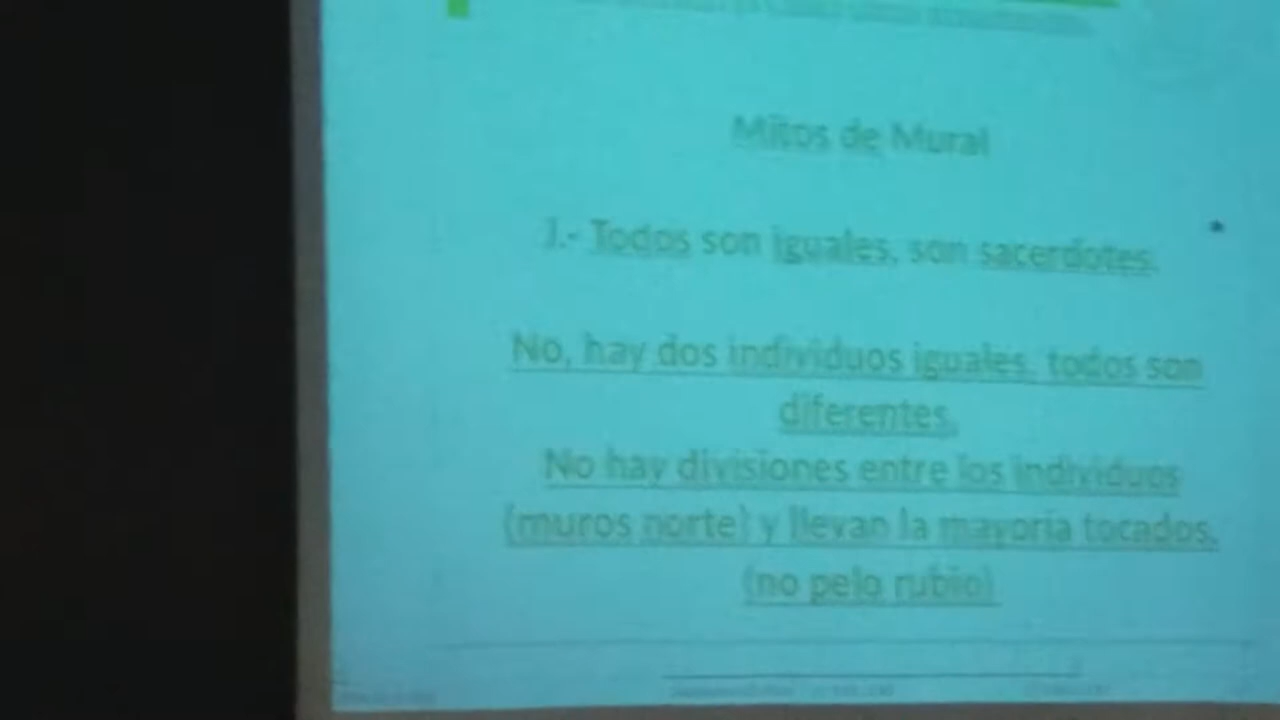 Mitos de Mural
1.- Todos son iguales, son sacerdotes.
No, hay dos individuos iguales, todos son
diferentes.
No hay divisiones entre los individuos
(muros norte) y llevan la mayoria tocados,
(no pelo rubio)